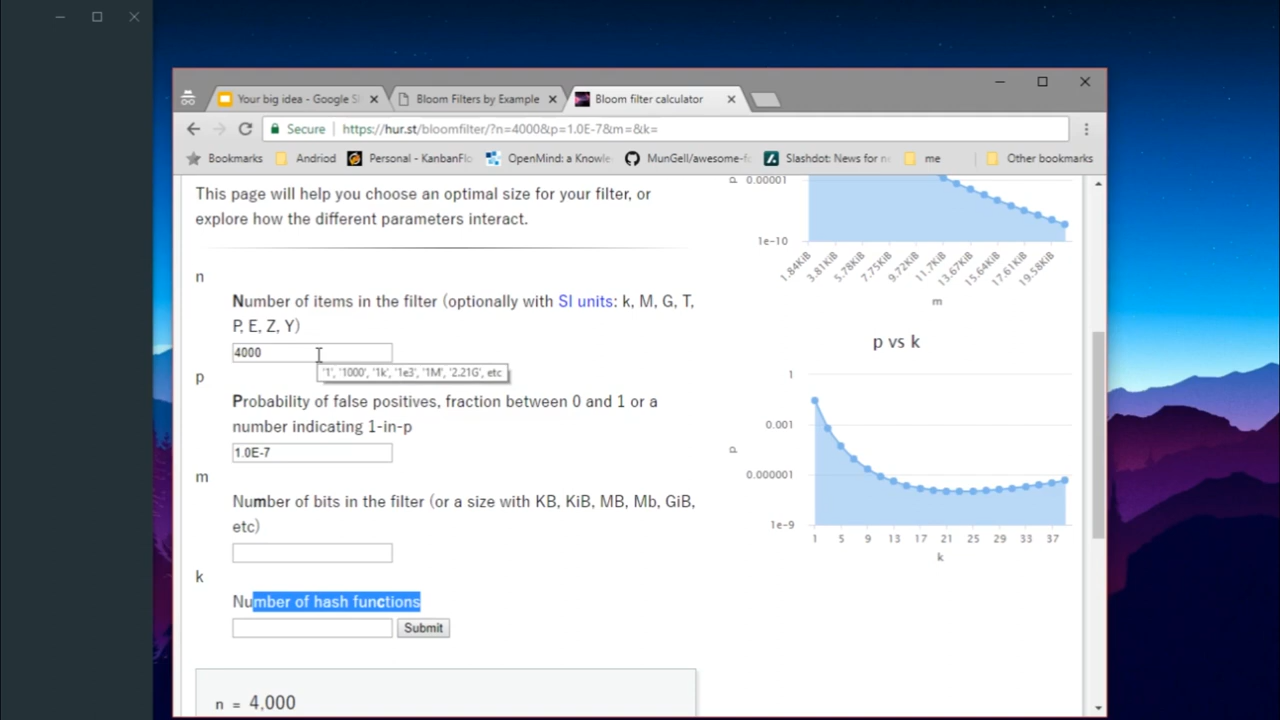 Your big idea - Google Sl
Bloom Filters by Example
Bloom filter calculator
Secure
https://hur.st/bloomfilter/?n=4000&p=1.0E-7&m=&k=
Bookmarks
Andriod
Personal - KanbanFlo
OpenMind: a Knowle
MunGell/awesome-fo
Slashdot: News for n
me
Other bookmarks
This page will help you choose an optimal size for your filter, or
explore how the different parameters interact.
n
Number of items in the filter (optionally with SI units: k, M, G, T,
P, E, Z, Y)
4000
'1', '1000', '1k', '1e3', '1M', '2.21G', etc
p
Probability of false positives, fraction between 0 and 1 or a
number indicating 1-in-p
1.0E-7
m
Number of bits in the filter (or a size with KB, KiB, MB, Mb, GiB,
etc)
k
Number of hash functions
Submit
n = 4,000
p
0.00001
1e-10
1.84KiB
3.81KiB
5.78KiB
7.75KiB
9.72KiB
11.7KiB
13.67KiB
15.64KiB
17.61KiB
19.58KiB
m
p vs k
1
0.001
p
0.000001
1e-9
1
5
9
13
17
21
25
29
33
37
k